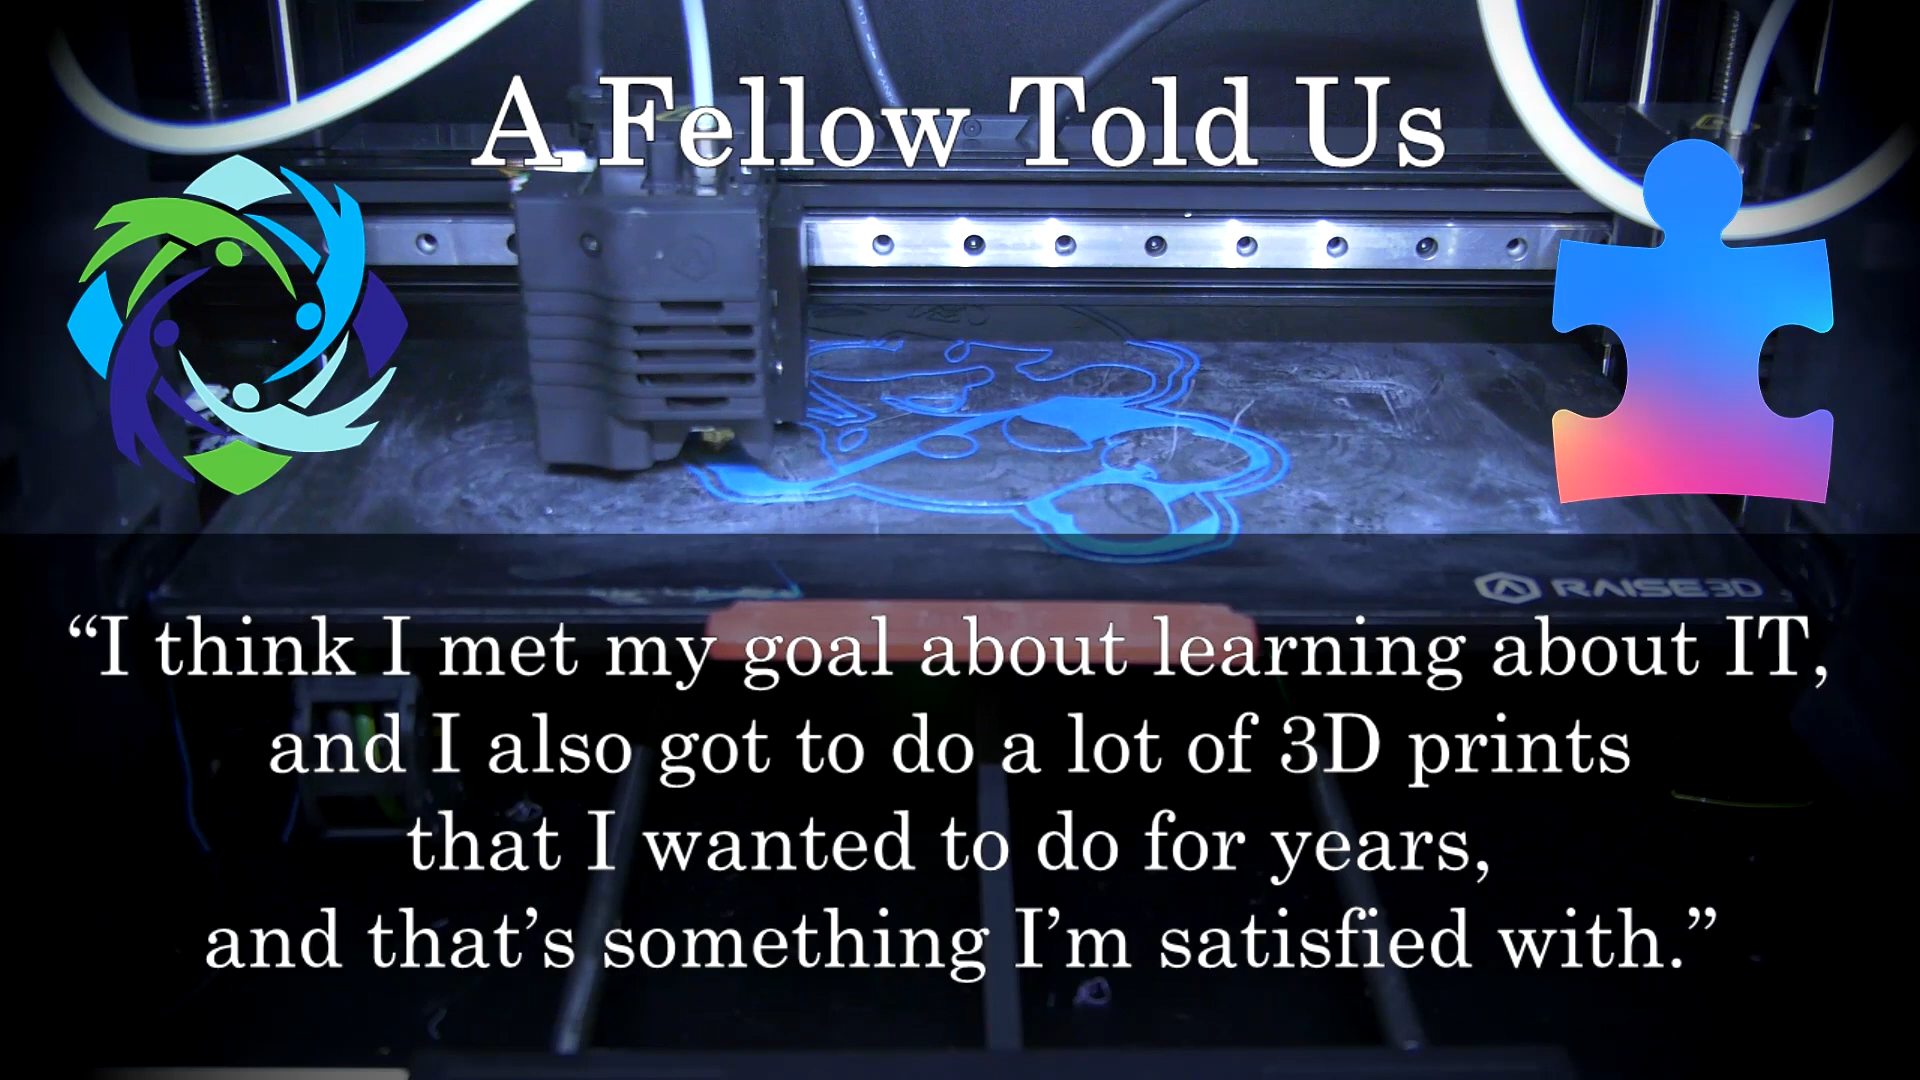 A Fellow Told Us
RAISE3D
“I think I met my goal about learning about IT,
and I also got to do a lot of 3D prints
that I wanted to do for years,
and that’s something I’m satisfied with.”